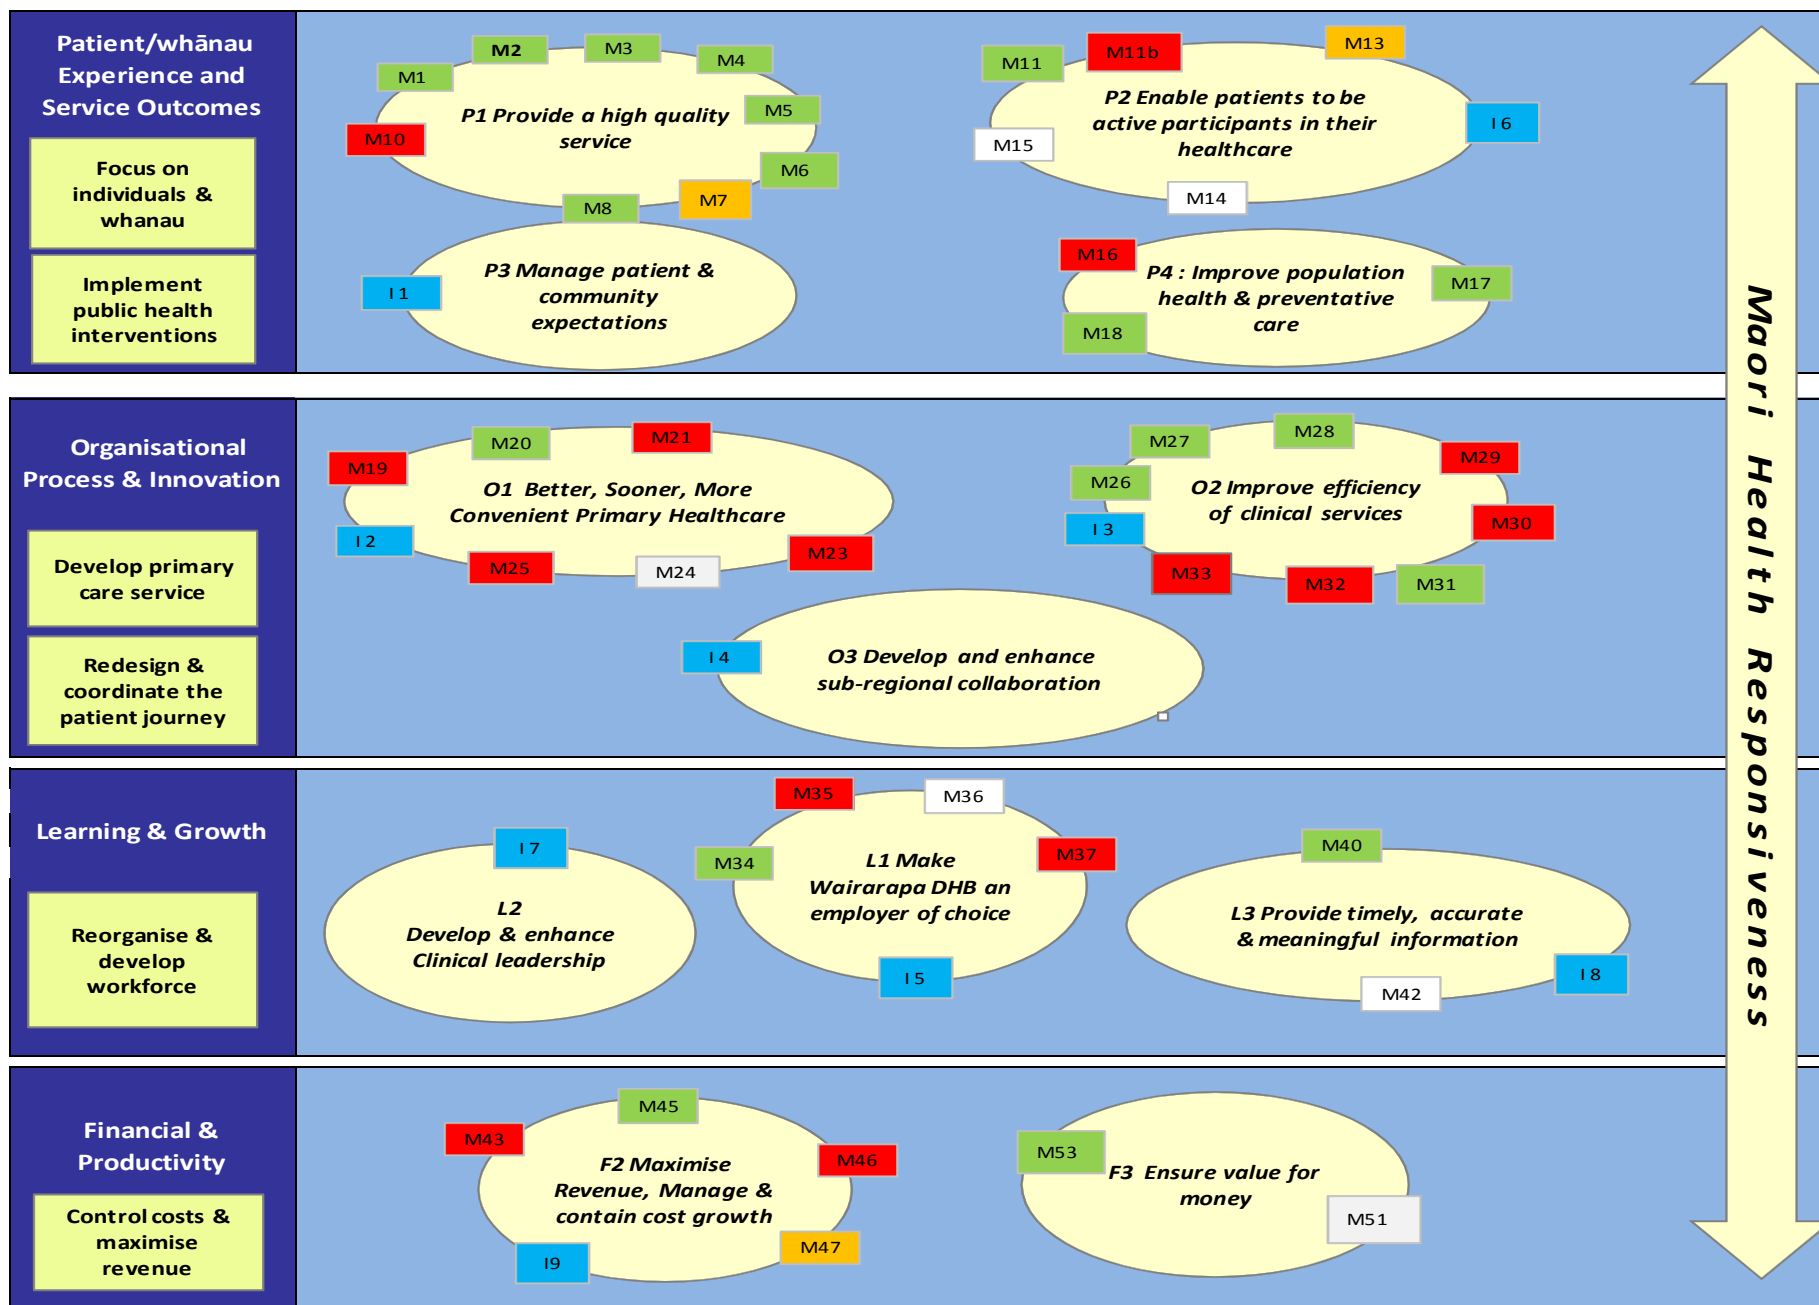 Patient/whānau
Experience and
Service Outcomes
Focus on
individuals &
whanau
Implement
public health
interventions
M1
M2
M3
M4
M5
M6
M7
M8
M10
P1 Provide a high quality
service
M11
M11b
M13
I 6
M15
M14
P2 Enable patients to be
active participants in their
healthcare
I 1
P3 Manage patient &
community
expectations
M16
M17
M18
P4 : Improve population
health & preventative
care
Organisational
Process & Innovation
Develop primary
care service
Redesign &
coordinate the
patient journey
M19
M20
M21
I 2
M25
M24
M23
O1 Better, Sooner, More
Convenient Primary Healthcare
M27
M28
M29
M26
I 3
M30
M33
M32
M31
O2 Improve efficiency
of clinical services
I 4
O3 Develop and enhance
sub-regional collaboration
Learning & Growth
Reorganise &
develop
workforce
I 7
L2
Develop & enhance
Clinical leadership
M35
M36
M34
M37
L1 Make
Wairarapa DHB an
employer of choice
I 5
M40
L3 Provide timely, accurate
& meaningful information
I 8
M42
Financial &
Productivity
Control costs &
maximise
revenue
M45
M43
M46
F2 Maximise
Revenue, Manage &
contain cost growth
M47
I9
M53
F3 Ensure value for
money
M51
Maori Health Responsiveness